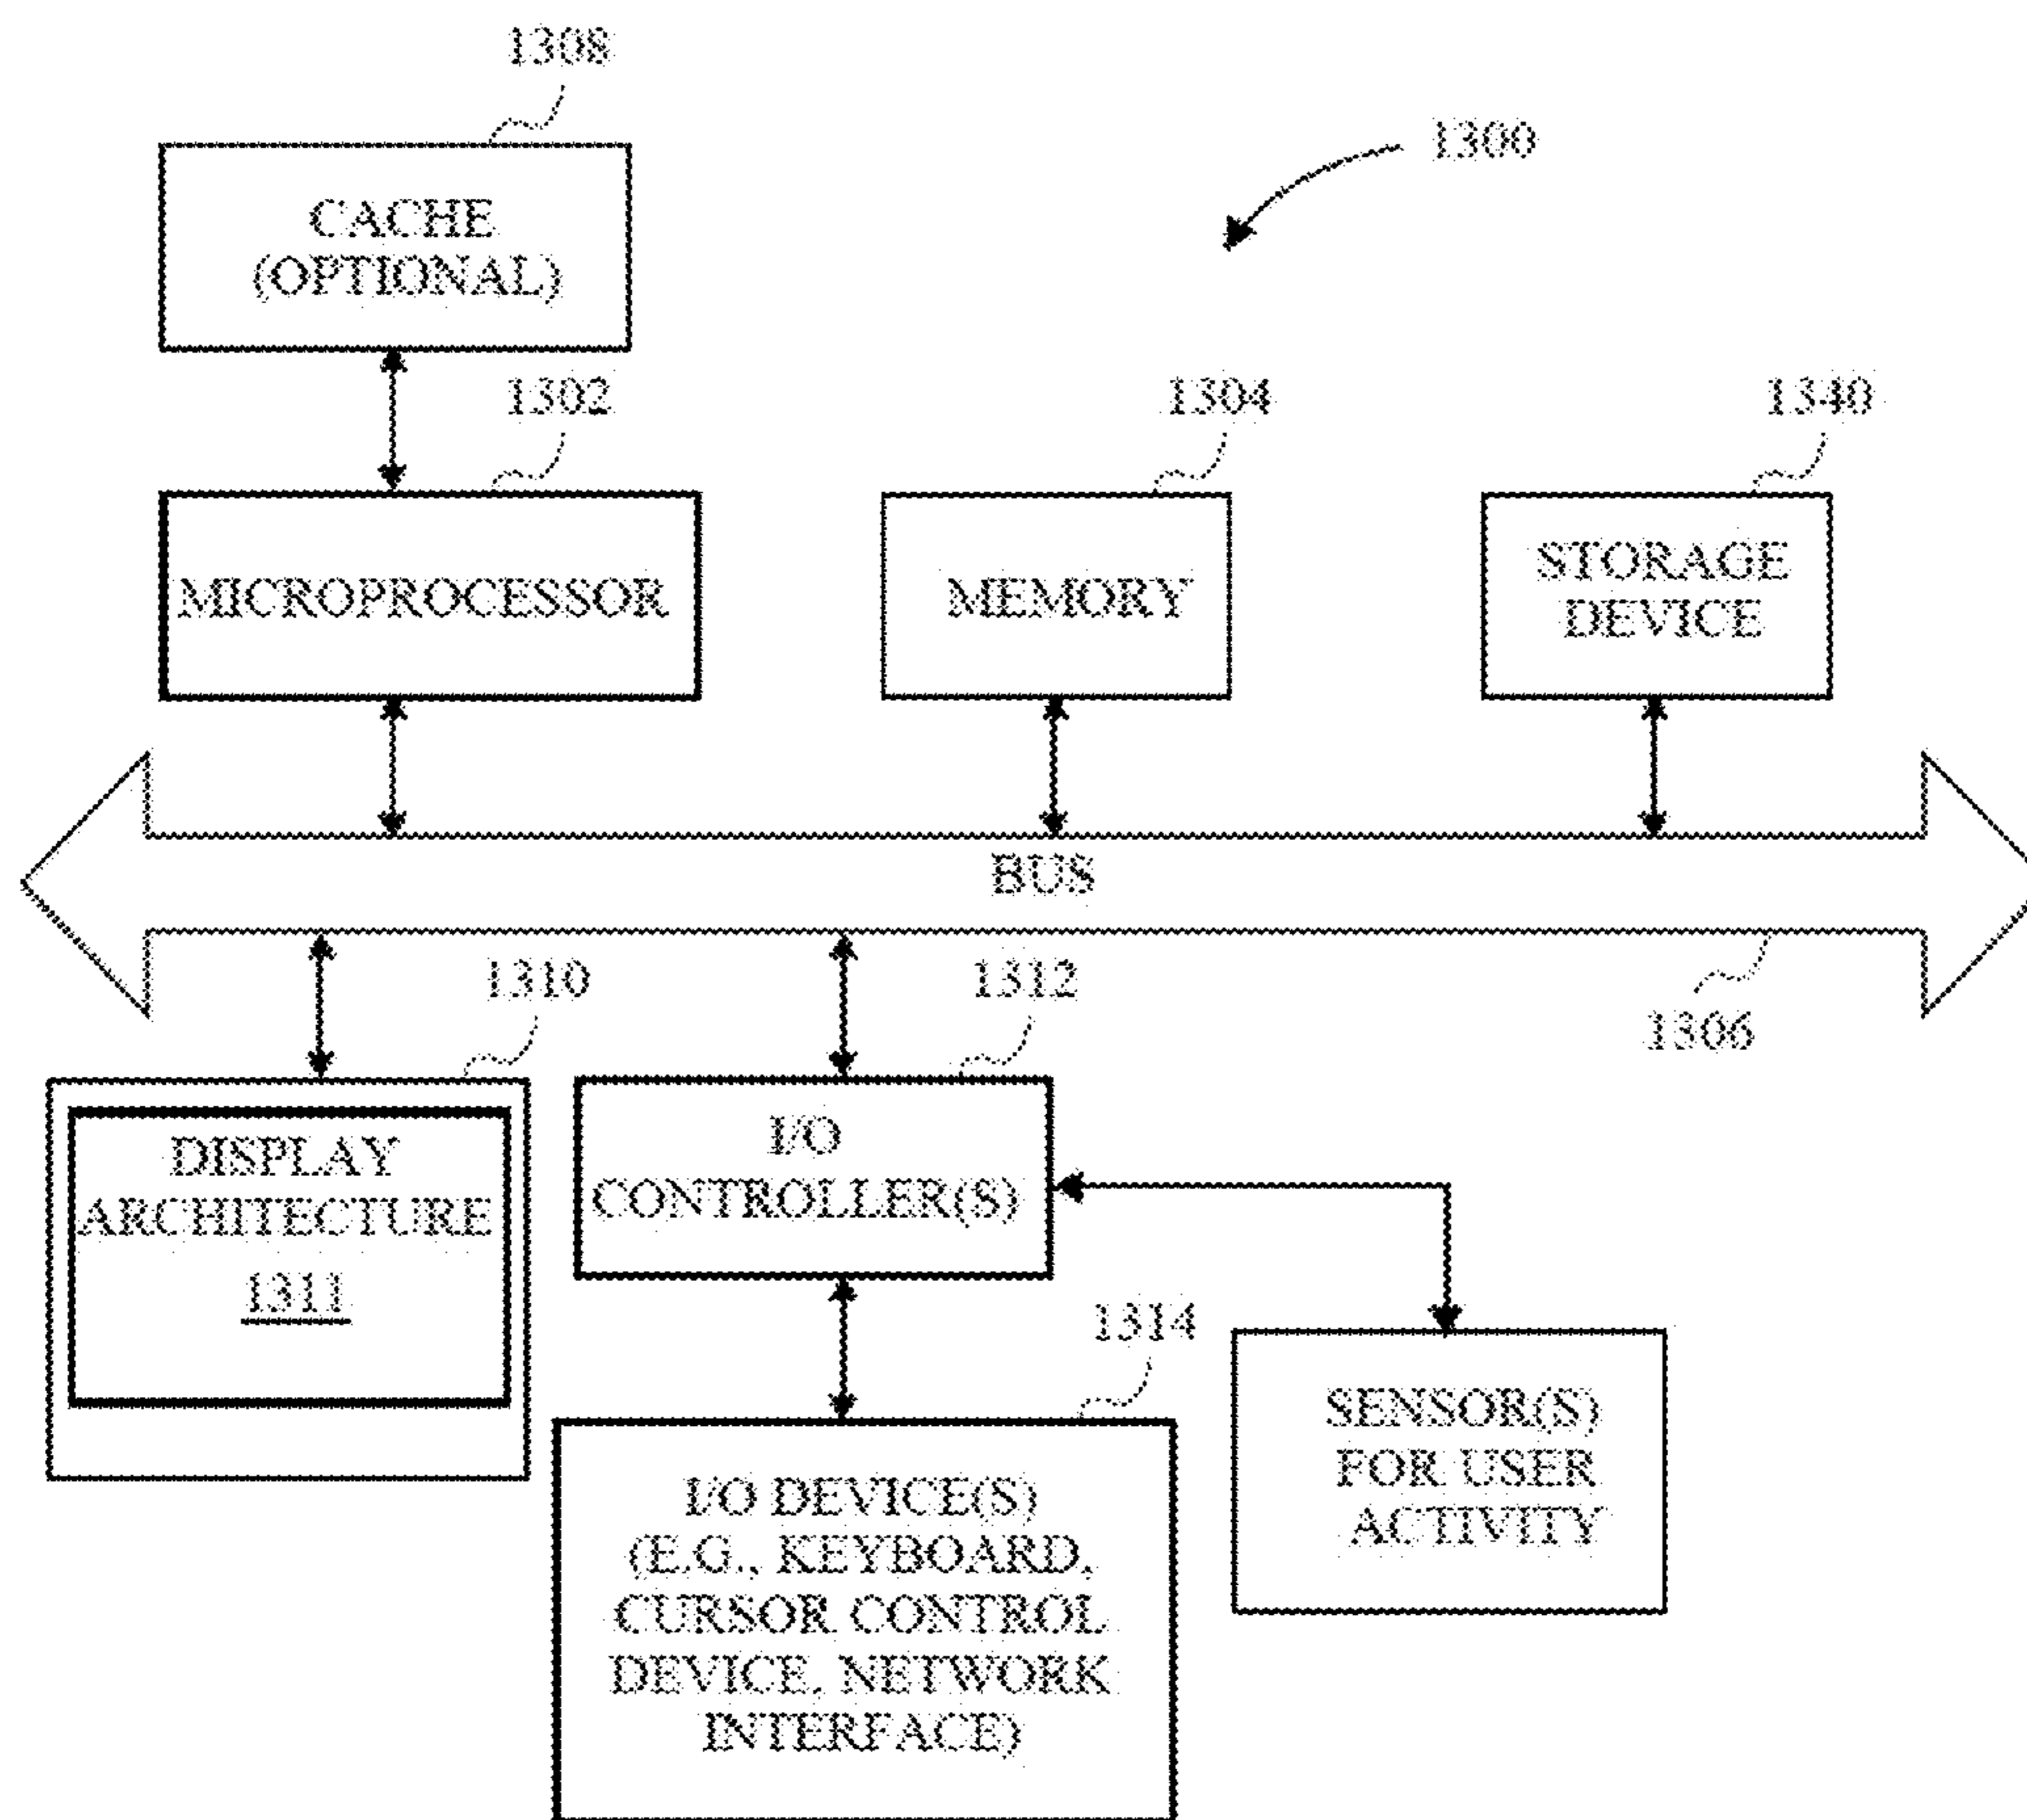 1308
1300
CACHE
(OPTIONAL)
1302
1304
1340
MICROPROCESSOR
MEMORY
STORAGE
DEVICE
BUS
1310
1312
1306
DISPLAY
ARCHITECTURE
1311
I/O
CONTROLLER(S)
1314
SENSOR(S)
FOR USER
ACTIVITY
I/O DEVICE(S)
(E.G., KEYBOARD,
CURSOR CONTROL
DEVICE, NETWORK
INTERFACE)